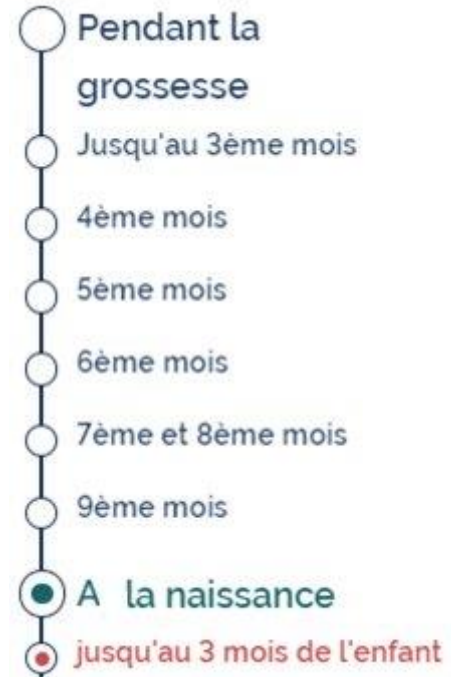 Pendant la
grossesse
Jusqu'au 3ème mois
4ème mois
5ème mois
6ème mois
7ème et 8ème mois
9ème mois
A la naissance
jusqu'au 3 mois de l'enfant